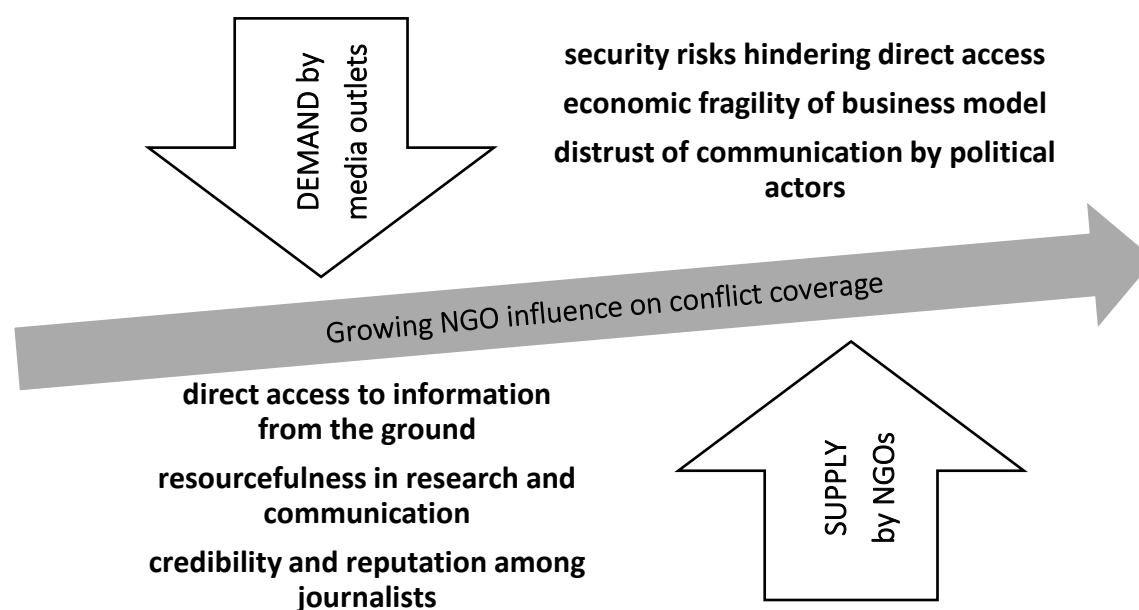 DEMAND by
media outlets
security risks hindering direct access
economic fragility of business model
distrust of communication by political
actors
Growing NGO influence on conflict coverage
direct access to information
from the ground
resourcefulness in research and
communication
credibility and reputation among
journalists
SUPPLY
by NGOs